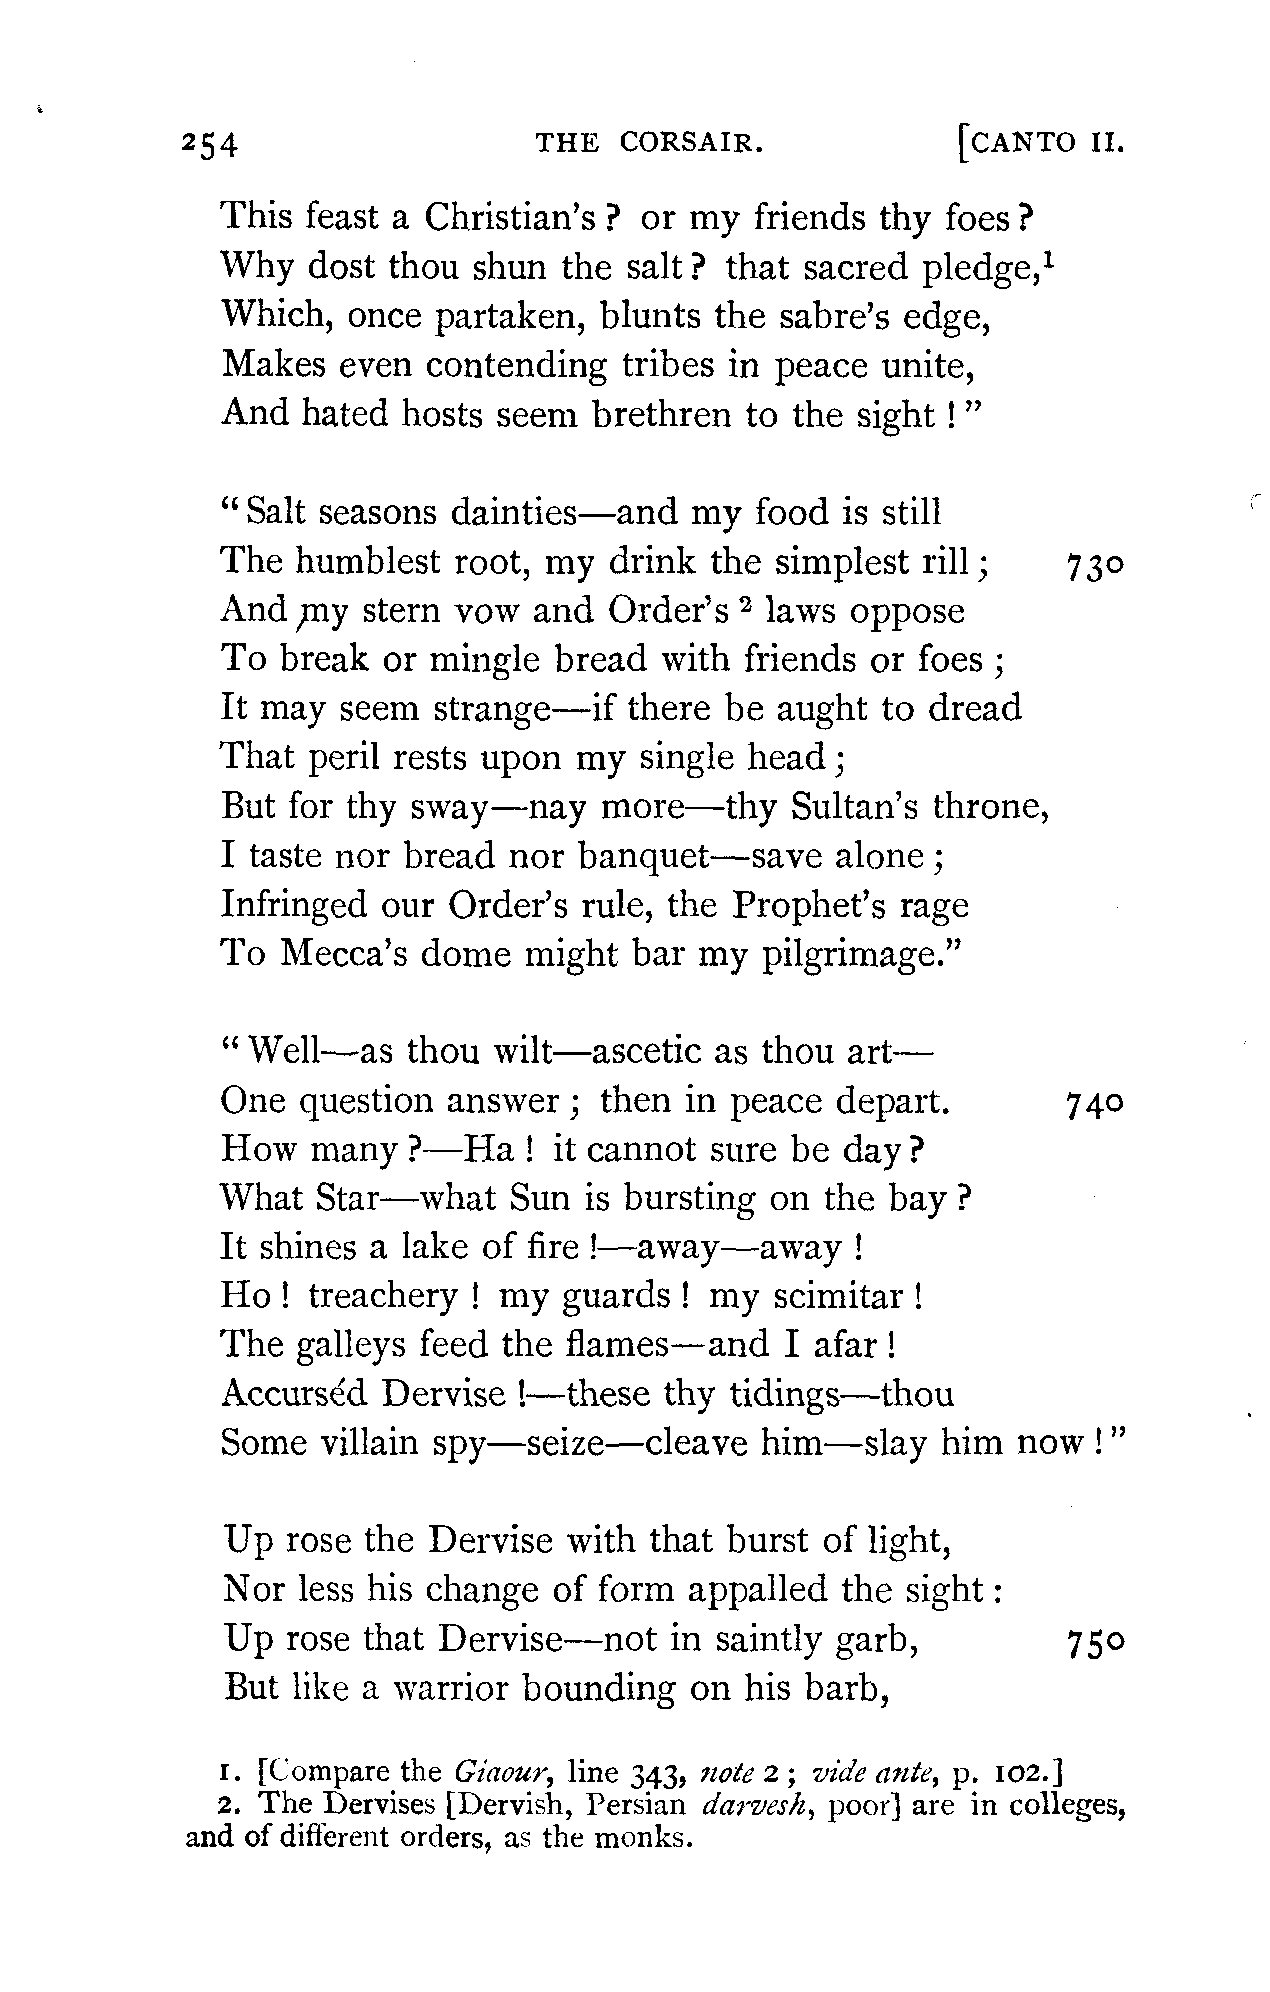 254 THE CORSAIR. [CANTO II.
This feast a Christian's? or my friends thy foes?
Why dost thou shun the salt? that sacred pledge,¹
Which, once partaken, blunts the sabre's edge,
Makes even contending tribes in peace unite,
And hated hosts seem brethren to the sight!"
"Salt seasons dainties—and my food is still
The humblest root, my drink the simplest rill; 730
And my stern vow and Order's ² laws oppose
To break or mingle bread with friends or foes;
It may seem strange—if there be aught to dread
That peril rests upon my single head;
But for thy sway—nay more—thy Sultan's throne,
I taste nor bread nor banquet—save alone;
Infringed our Order's rule, the Prophet's rage
To Mecca's dome might bar my pilgrimage."
"Well—as thou wilt—ascetic as thou art—
One question answer; then in peace depart. 740
How many?—Ha! it cannot sure be day?
What Star—what Sun is bursting on the bay?
It shines a lake of fire!—away—away!
Ho! treachery! my guards! my scimitar!
The galleys feed the flames—and I afar!
Accurséd Dervise!—these thy tidings—thou
Some villain spy—seize—cleave him—slay him now!"
Up rose the Dervise with that burst of light,
Nor less his change of form appalled the sight:
Up rose that Dervise—not in saintly garb, 750
But like a warrior bounding on his barb,
1. [Compare the Giaour, line 343, note 2; vide ante, p. 102.]
2. The Dervises [Dervish, Persian darvesh, poor] are in colleges,
and of different orders, as the monks.